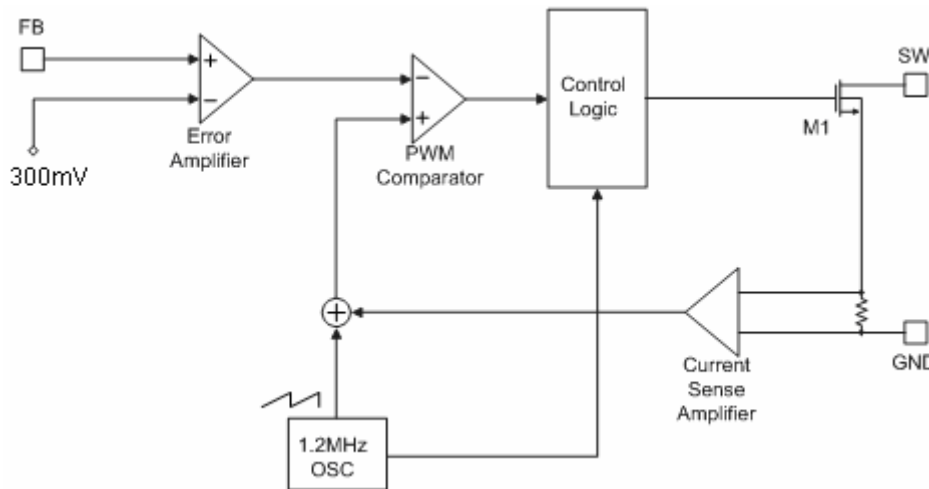 FB
+
−
Error
Amplifier
300mV
−
+
PWM
Comparator
Control
Logic
SW
M1
+
Current
Sense
Amplifier
GND
1.2MHz
OSC